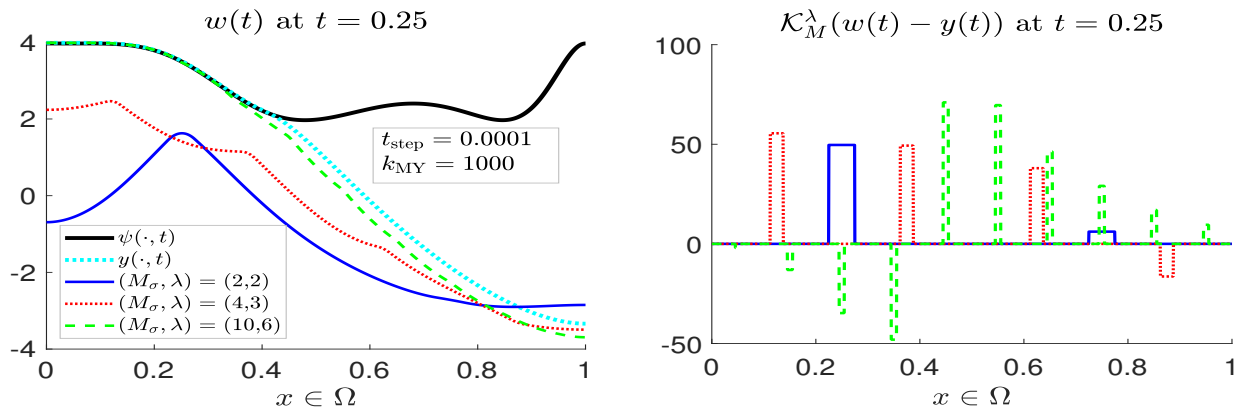 w(t) at t = 0.25
4
2
0
-2
-4
0
0.2
0.4
0.6
0.8
1
x ∈ Ω
t_step = 0.0001
k_MY = 1000
ψ(·, t)
y(·, t)
(M_σ, λ) = (2,2)
(M_σ, λ) = (4,3)
(M_σ, λ) = (10,6)
𝒦_M^λ(w(t) − y(t)) at t = 0.25
100
50
0
-50
0
0.2
0.4
0.6
0.8
1
x ∈ Ω